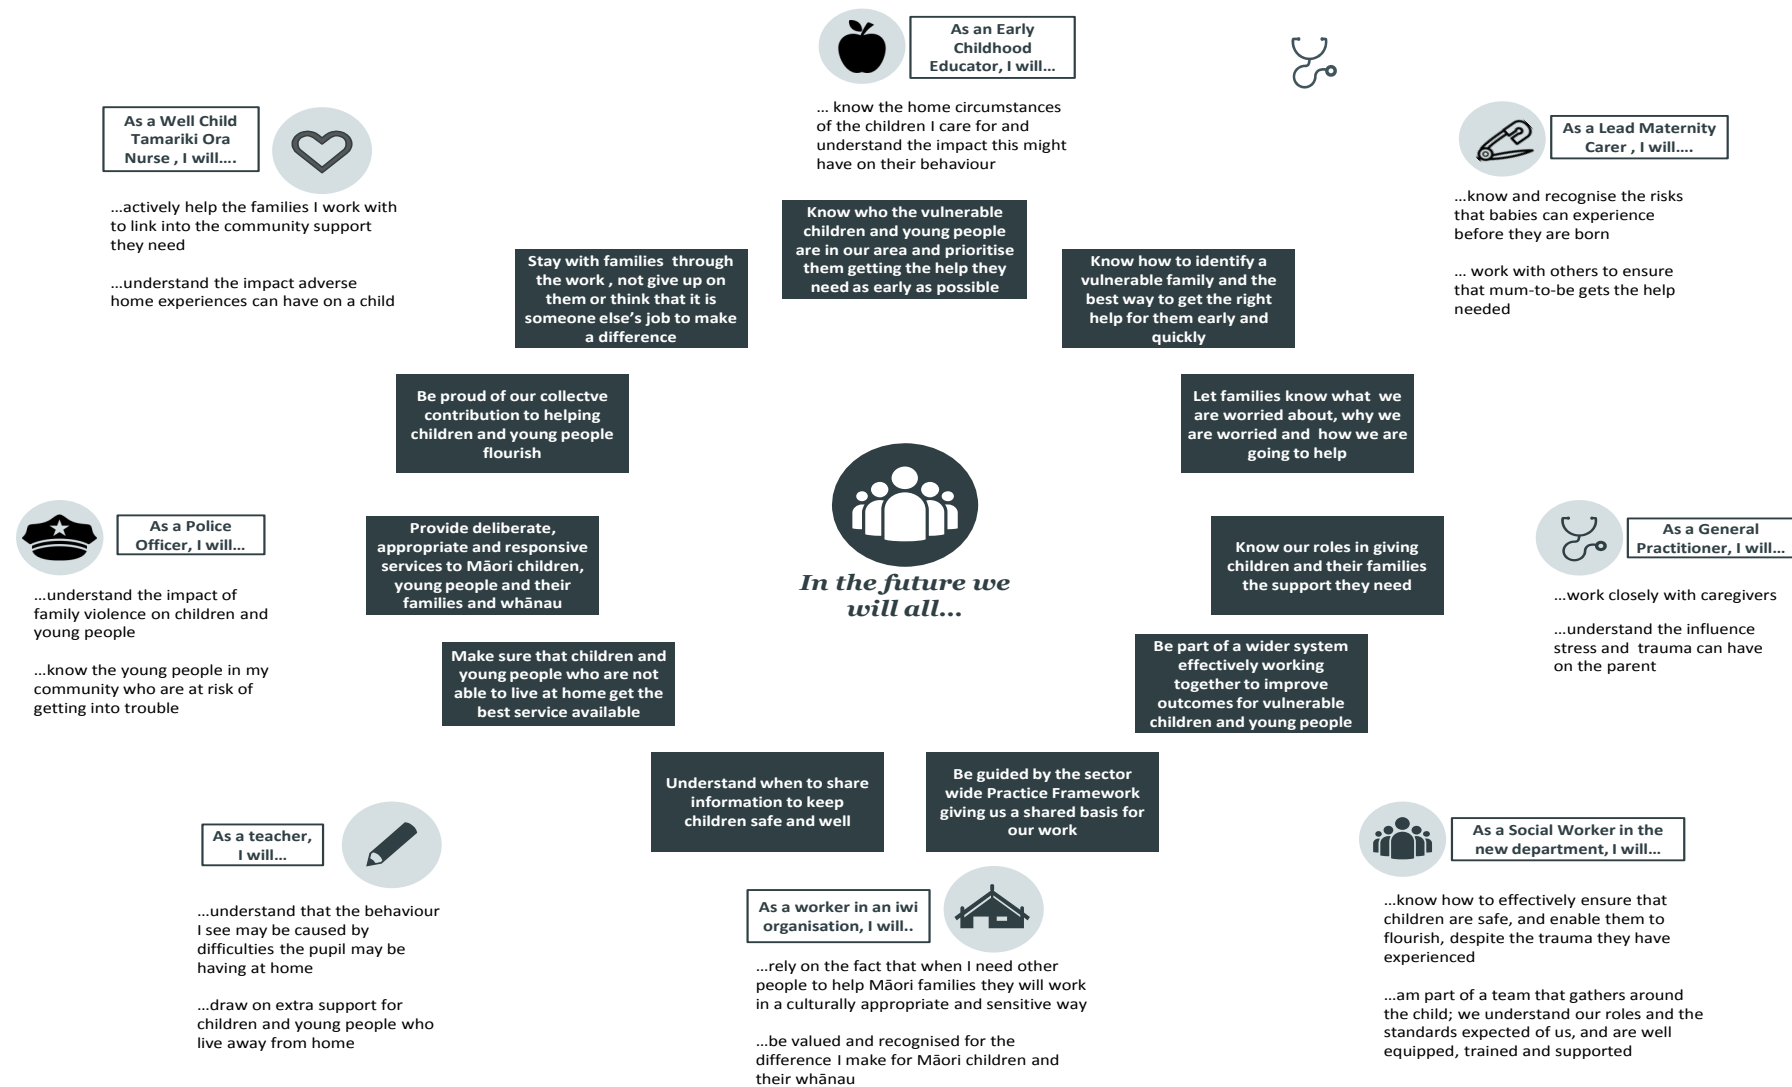 As an Early
Childhood
Educator, I will...
... know the home circumstances
of the children I care for and
understand the impact this might
have on their behaviour
As a Well Child
Tamariki Ora
Nurse , I will....
...actively help the families I work with
to link into the community support
they need
...understand the impact adverse
home experiences can have on a child
As a Lead Maternity
Carer , I will....
...know and recognise the risks
that babies can experience
before they are born
... work with others to ensure
that mum-to-be gets the help
needed
Know who the vulnerable
children and young people
are in our area and prioritise
them getting the help they
need as early as possible
Stay with families through
the work , not give up on
them or think that it is
someone else's job to make
a difference
Know how to identify a
vulnerable family and the
best way to get the right
help for them early and
quickly
Be proud of our collectve
contribution to helping
children and young people
flourish
Let families know what we
are worried about, why we
are worried and how we are
going to help
In the future we
will all...
As a Police
Officer, I will...
...understand the impact of
family violence on children and
young people
...know the young people in my
community who are at risk of
getting into trouble
Provide deliberate,
appropriate and responsive
services to Māori children,
young people and their
families and whānau
Know our roles in giving
children and their families
the support they need
As a General
Practitioner, I will...
...work closely with caregivers
...understand the influence
stress and trauma can have
on the parent
Make sure that children and
young people who are not
able to live at home get the
best service available
Be part of a wider system
effectively working
together to improve
outcomes for vulnerable
children and young people
Understand when to share
information to keep
children safe and well
Be guided by the sector
wide Practice Framework
giving us a shared basis for
our work
As a teacher,
I will...
...understand that the behaviour
I see may be caused by
difficulties the pupil may be
having at home
...draw on extra support for
children and young people who
live away from home
As a worker in an iwi
organisation, I will..
...rely on the fact that when I need other
people to help Māori families they will work
in a culturally appropriate and sensitive way
...be valued and recognised for the
difference I make for Māori children and
their whānau
As a Social Worker in the
new department, I will...
...know how to effectively ensure that
children are safe, and enable them to
flourish, despite the trauma they have
experienced
...am part of a team that gathers around
the child; we understand our roles and the
standards expected of us, and are well
equipped, trained and supported